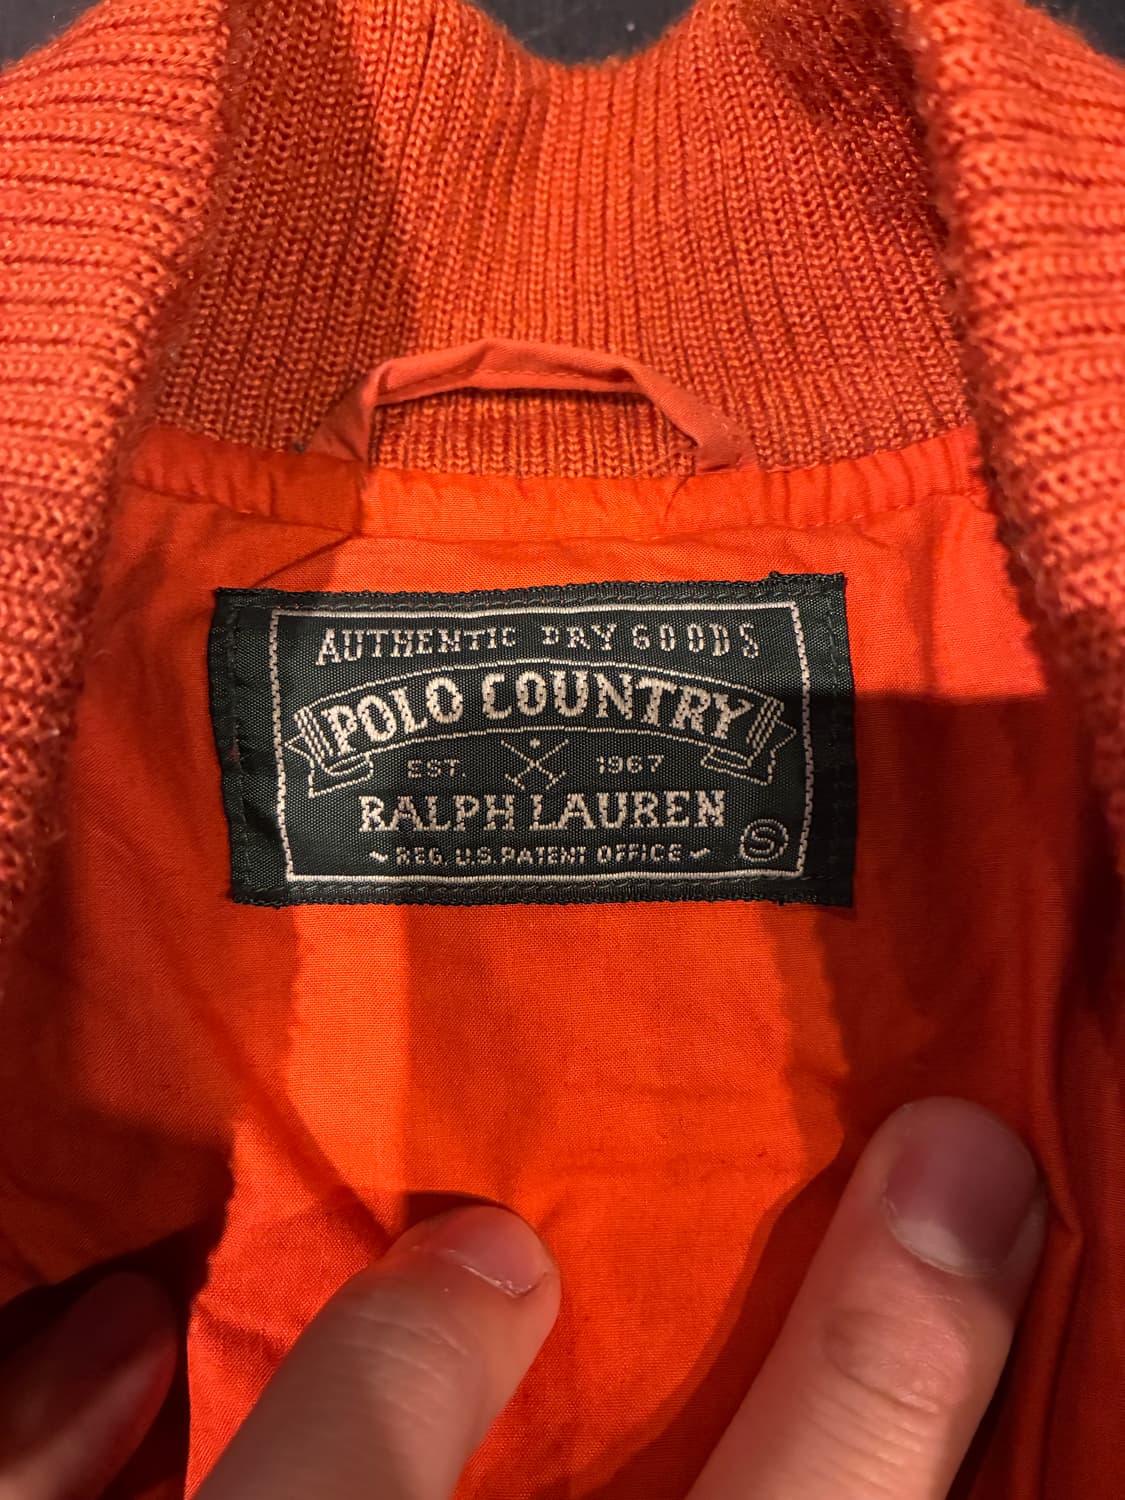 AUTHENTIC DRY GOODS
POLO COUNTRY
EST. 1967
RALPH LAUREN
~ REG. U.S. PATENT OFFICE ~
S